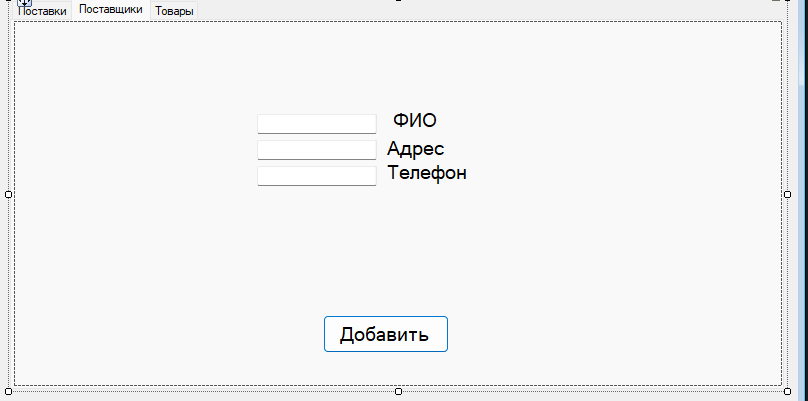 Поставки Поставщики Товары
ФИО
Адрес
Телефон
Добавить